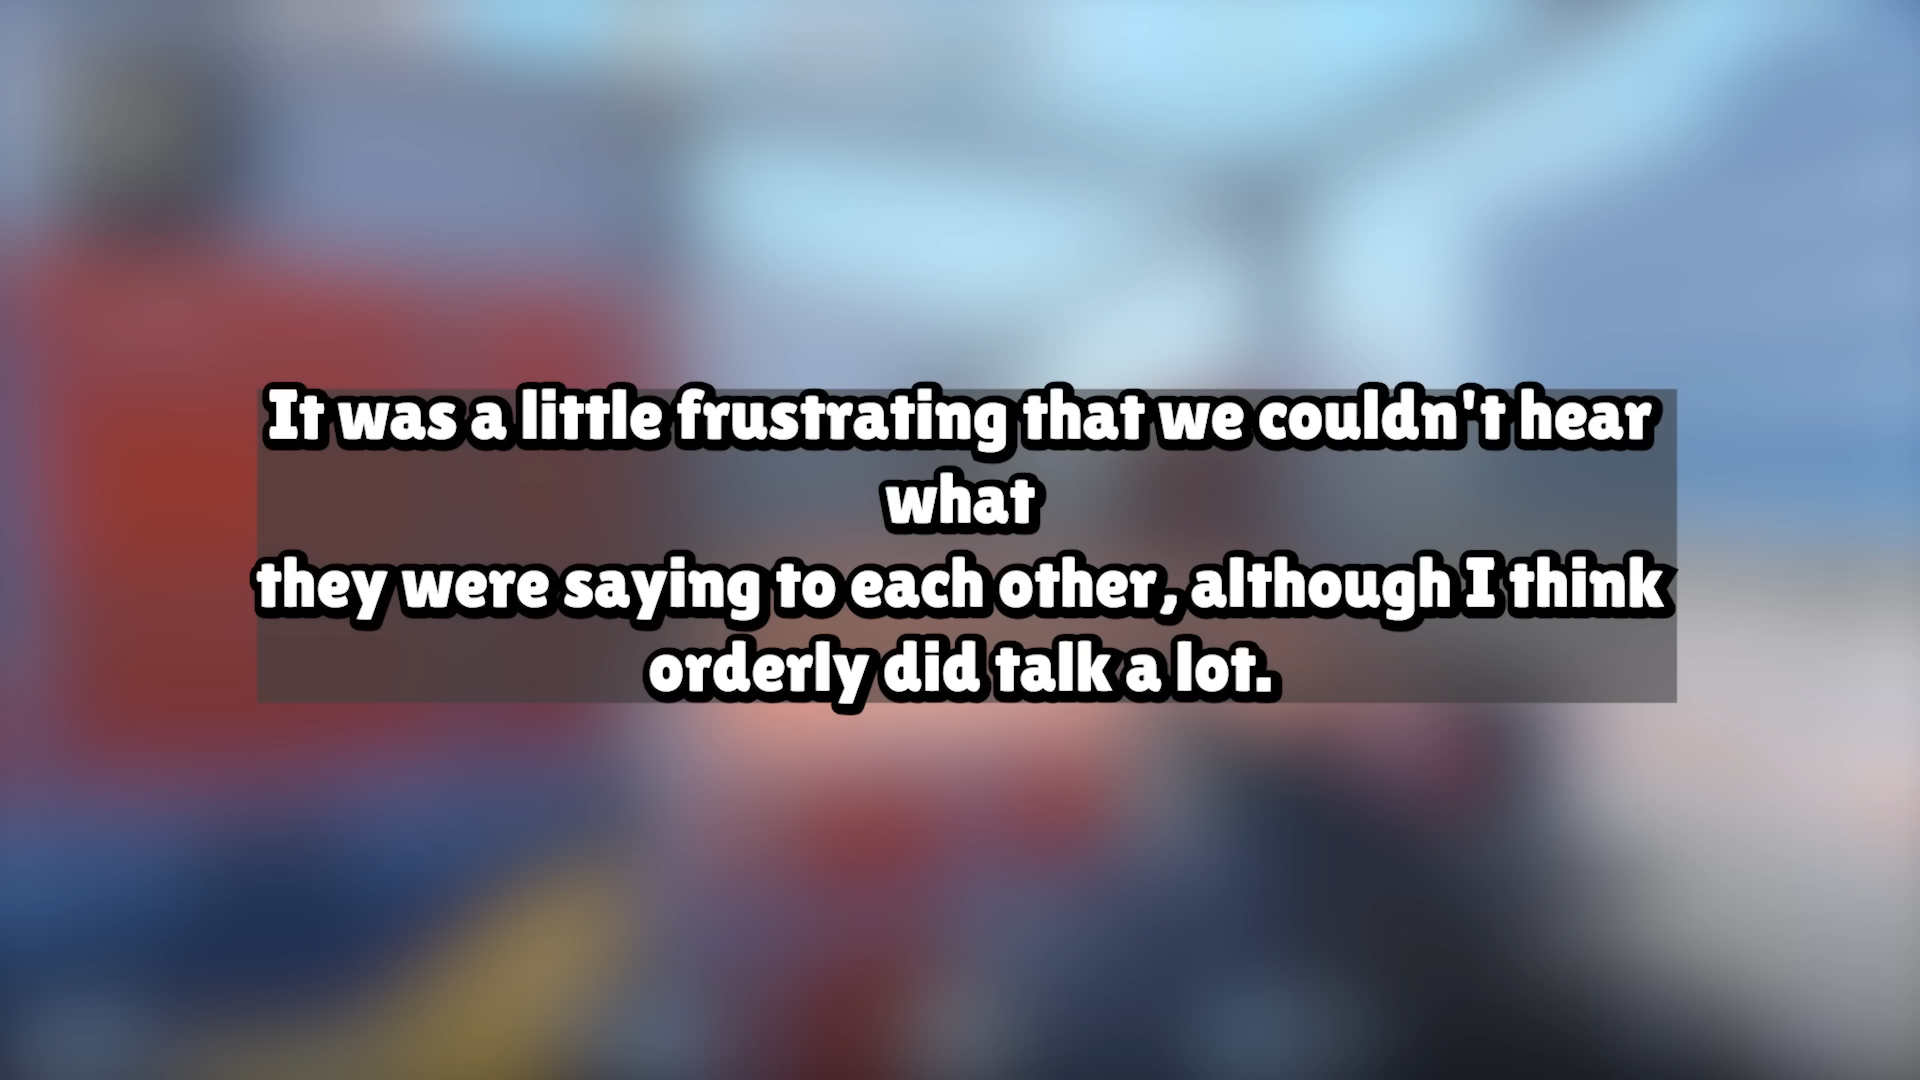 It was a little frustrating that we couldn't hear
what
they were saying to each other, although I think
orderly did talk a lot.